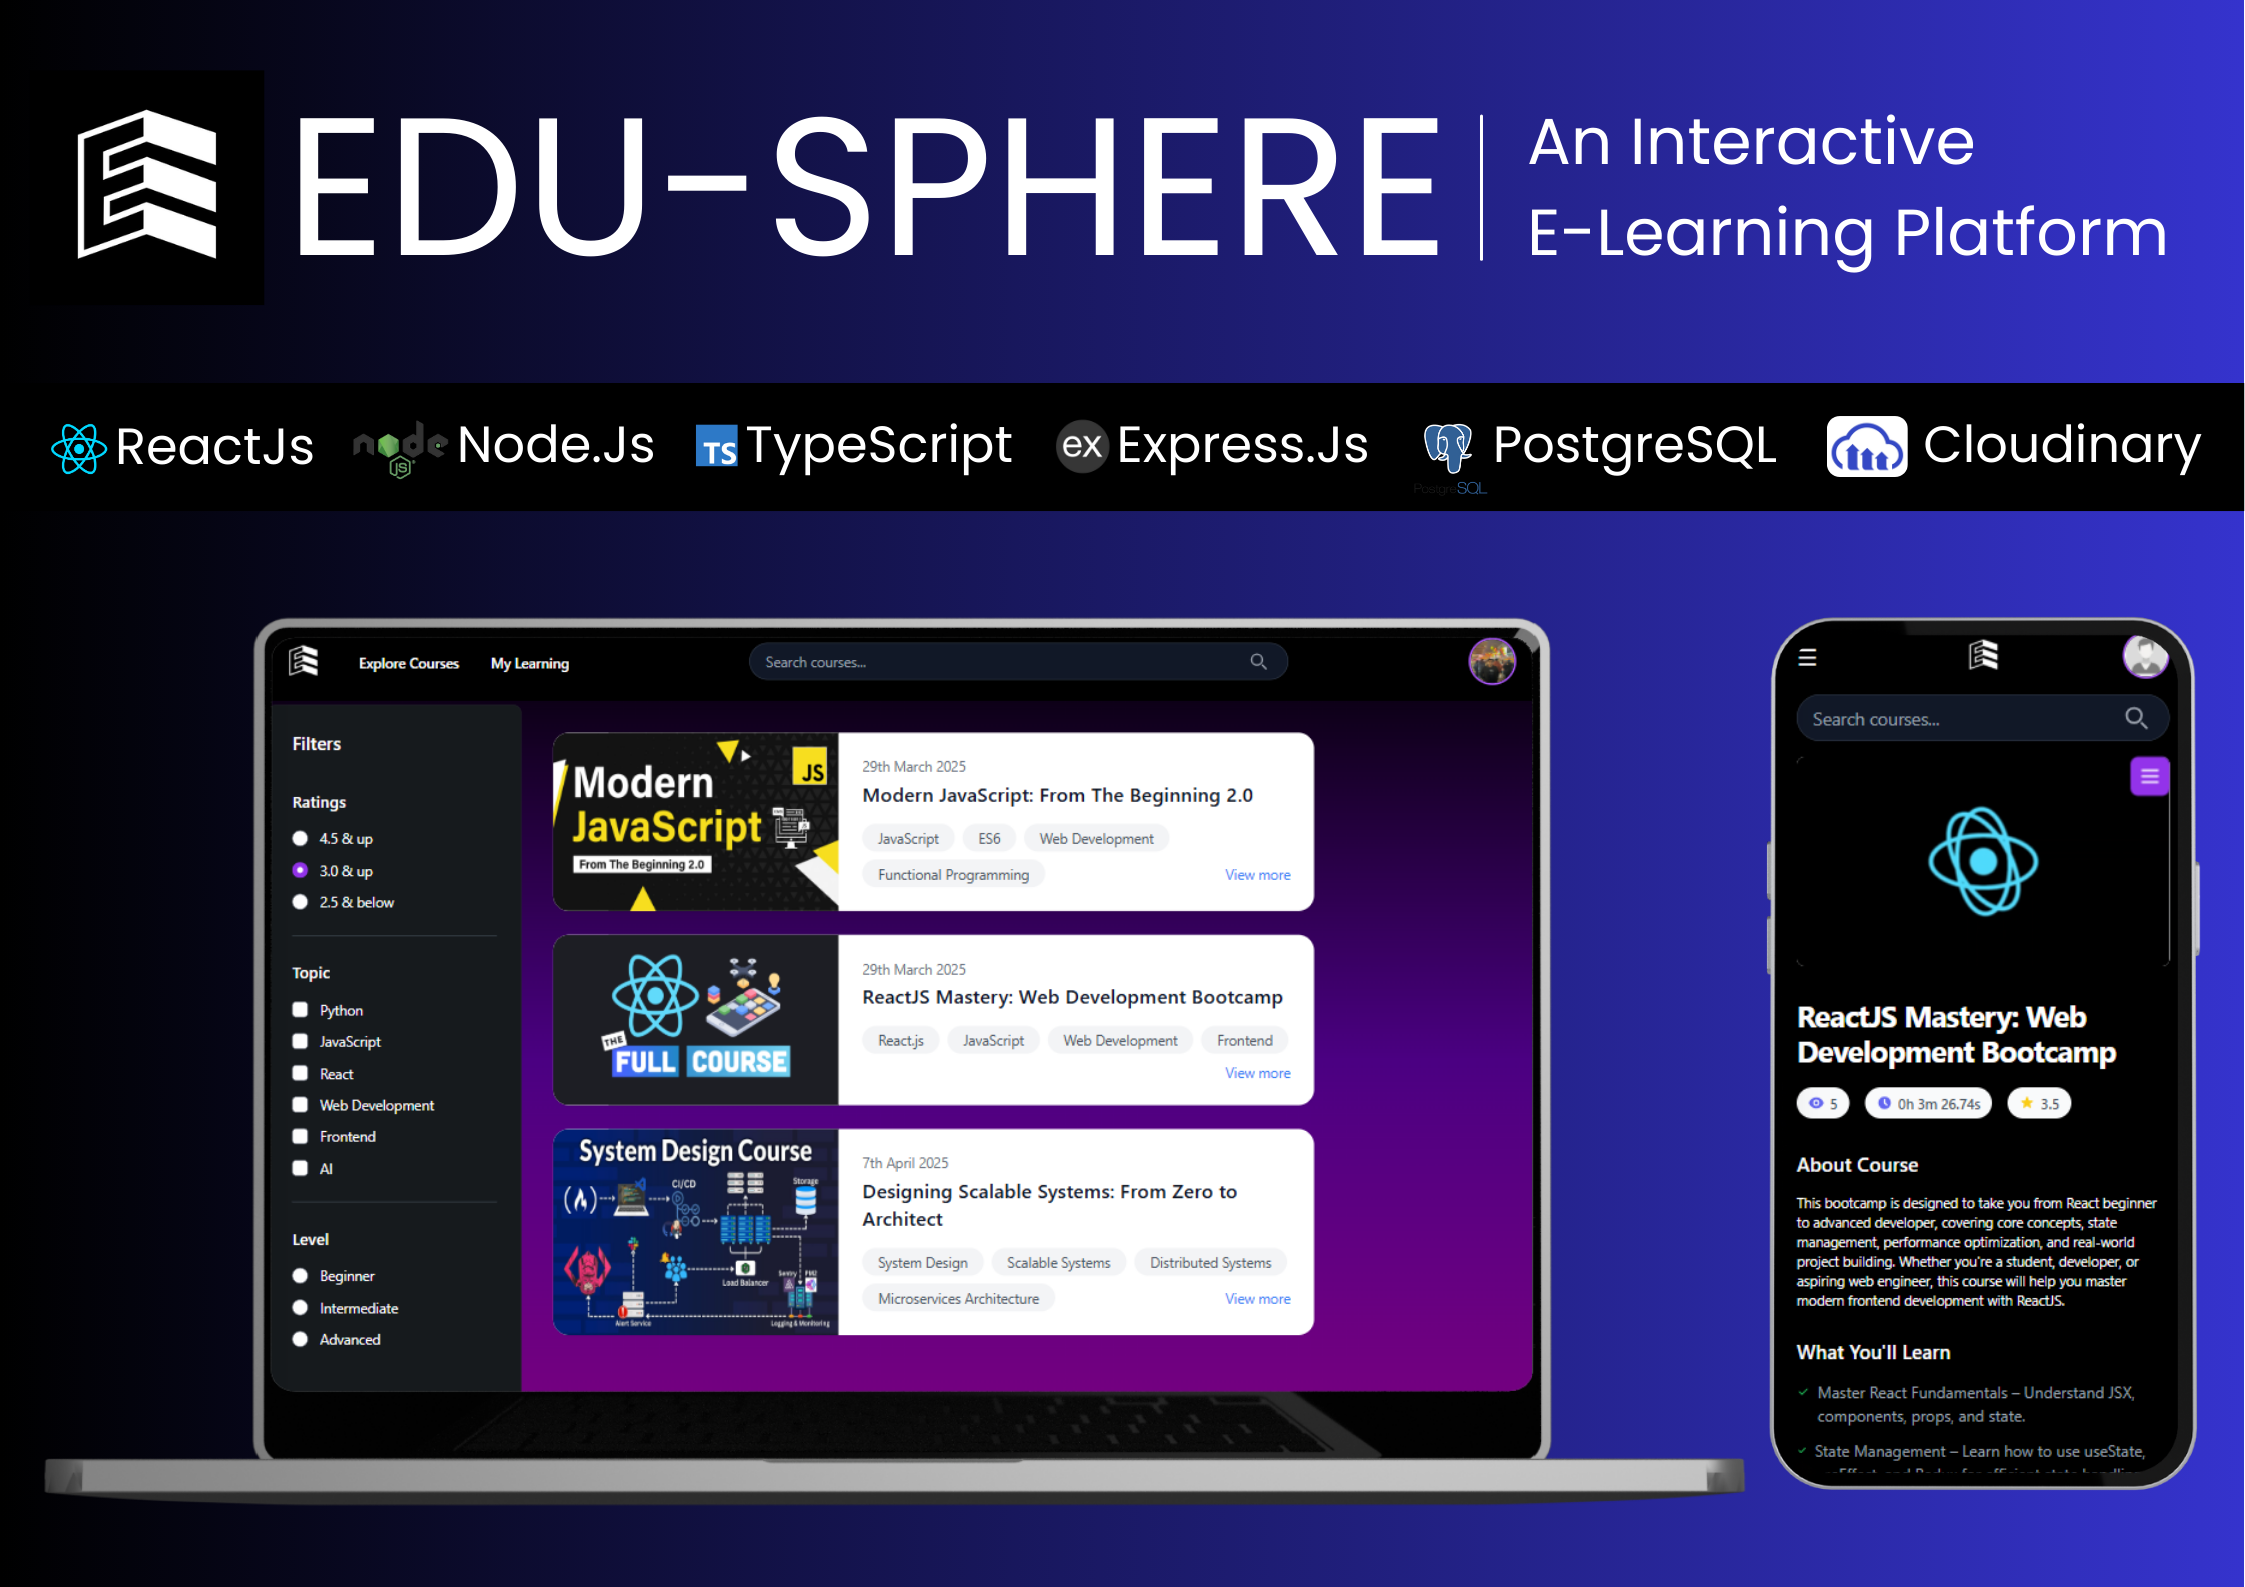 EDU-SPHERE
An Interactive
E-Learning Platform
ReactJs
node
JS
Node.Js
TS
TypeScript
ex
Express.Js
PostgreSQL
PostgreSQL
Cloudinary
Explore Courses
My Learning
Search courses...
Filters
Ratings
4.5 & up
3.0 & up
2.5 & below
Topic
Python
JavaScript
React
Web Development
Frontend
AI
Level
Beginner
Intermediate
Advanced
JS
Modern
JavaScript
From The Beginning 2.0
29th March 2025
Modern JavaScript: From The Beginning 2.0
JavaScript
ES6
Web Development
Functional Programming
View more
THE
FULL COURSE
29th March 2025
ReactJS Mastery: Web Development Bootcamp
React.js
JavaScript
Web Development
Frontend
View more
System Design Course
CI/CD
Storage
Load Balancer
Sentry
PM2
Alert Service
Logging & Monitoring
7th April 2025
Designing Scalable Systems: From Zero to
Architect
System Design
Scalable Systems
Distributed Systems
Microservices Architecture
View more
Search courses...
ReactJS Mastery: Web
Development Bootcamp
5
0h 3m 26.74s
3.5
About Course
This bootcamp is designed to take you from React beginner
to advanced developer, covering core concepts, state
management, performance optimization, and real-world
project building. Whether you're a student, developer, or
aspiring web engineer, this course will help you master
modern frontend development with ReactJS.
What You'll Learn
Master React Fundamentals – Understand JSX,
components, props, and state.
State Management – Learn how to use useState,